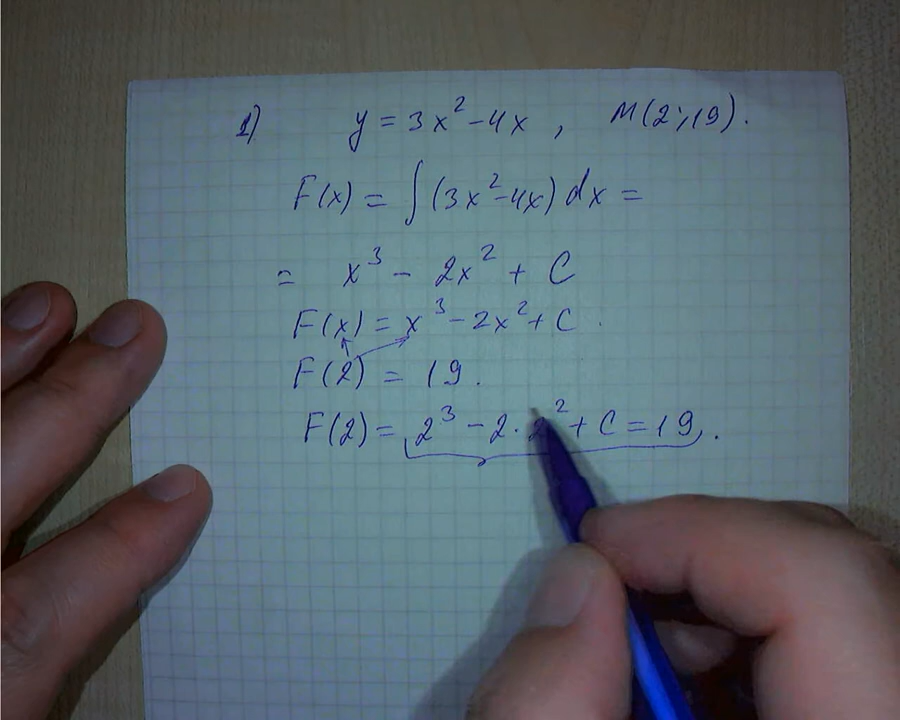 1) y = 3x² - 4x , M(2;19).
F(x) = ∫(3x² - 4x)dx =
= x³ - 2x² + C
F(x) = x³ - 2x² + C.
F(2) = 19.
F(2) = 2³ - 2·2² + C = 19.